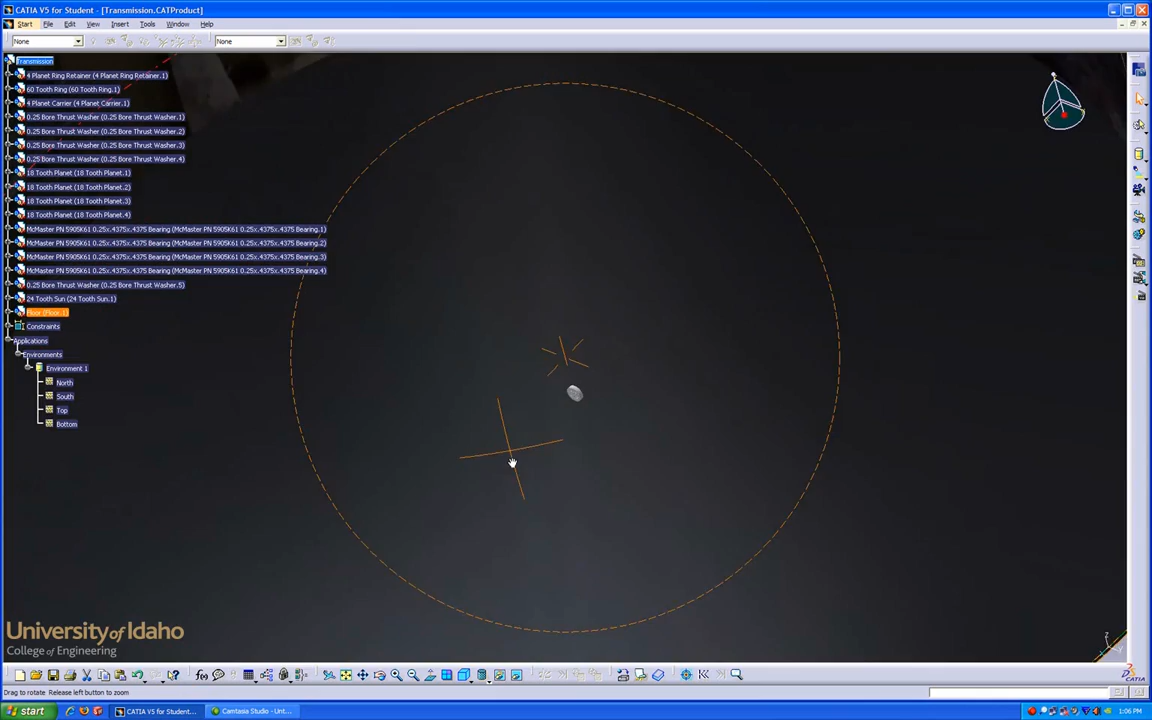 CATIA V5 for Student - [Transmission.CATProduct]
Start File Edit View Insert Tools Window Help
None None
Transmission
4 Planet Ring Retainer (4 Planet Ring Retainer.1)
60 Tooth Ring (60 Tooth Ring.1)
4 Planet Carrier (4 Planet Carrier.1)
0.25 Bore Thrust Washer (0.25 Bore Thrust Washer.1)
0.25 Bore Thrust Washer (0.25 Bore Thrust Washer.2)
0.25 Bore Thrust Washer (0.25 Bore Thrust Washer.3)
0.25 Bore Thrust Washer (0.25 Bore Thrust Washer.4)
18 Tooth Planet (18 Tooth Planet.1)
18 Tooth Planet (18 Tooth Planet.2)
18 Tooth Planet (18 Tooth Planet.3)
18 Tooth Planet (18 Tooth Planet.4)
McMaster PN 5905K61 0.25x.4375x.4375 Bearing (McMaster PN 5905K61 0.25x.4375x.4375 Bearing.1)
McMaster PN 5905K61 0.25x.4375x.4375 Bearing (McMaster PN 5905K61 0.25x.4375x.4375 Bearing.2)
McMaster PN 5905K61 0.25x.4375x.4375 Bearing (McMaster PN 5905K61 0.25x.4375x.4375 Bearing.3)
McMaster PN 5905K61 0.25x.4375x.4375 Bearing (McMaster PN 5905K61 0.25x.4375x.4375 Bearing.4)
0.25 Bore Thrust Washer (0.25 Bore Thrust Washer.5)
24 Tooth Sun (24 Tooth Sun.1)
Floor (Floor.1)
Constraints
Applications
Environments
Environment 1
North
South
Top
Bottom
University of Idaho
College of Engineering
z
CATIA
Drag to rotate Release left button to zoom
start CATIA V5 for Student... Camtasia Studio - Unt... 1:06 PM